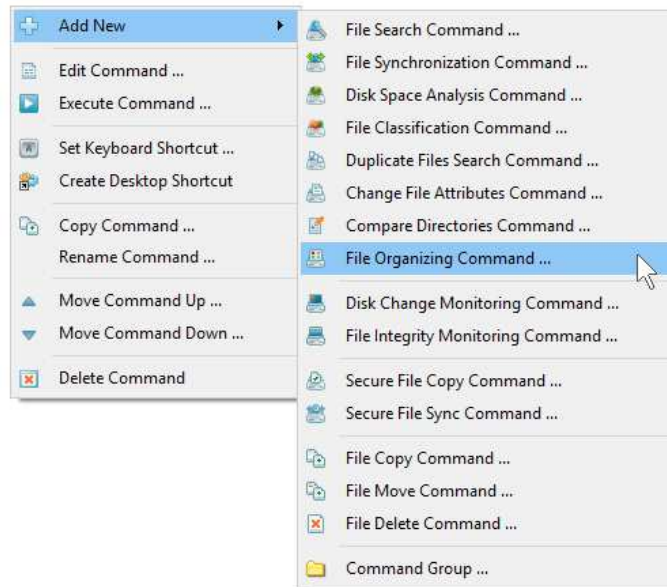 Add New
Edit Command ...
Execute Command ...
Set Keyboard Shortcut ...
Create Desktop Shortcut
Copy Command ...
Rename Command ...
Move Command Up ...
Move Command Down ...
Delete Command
File Search Command ...
File Synchronization Command ...
Disk Space Analysis Command ...
File Classification Command ...
Duplicate Files Search Command ...
Change File Attributes Command ...
Compare Directories Command ...
File Organizing Command ...
Disk Change Monitoring Command ...
File Integrity Monitoring Command ...
Secure File Copy Command ...
Secure File Sync Command ...
File Copy Command ...
File Move Command ...
File Delete Command ...
Command Group ...